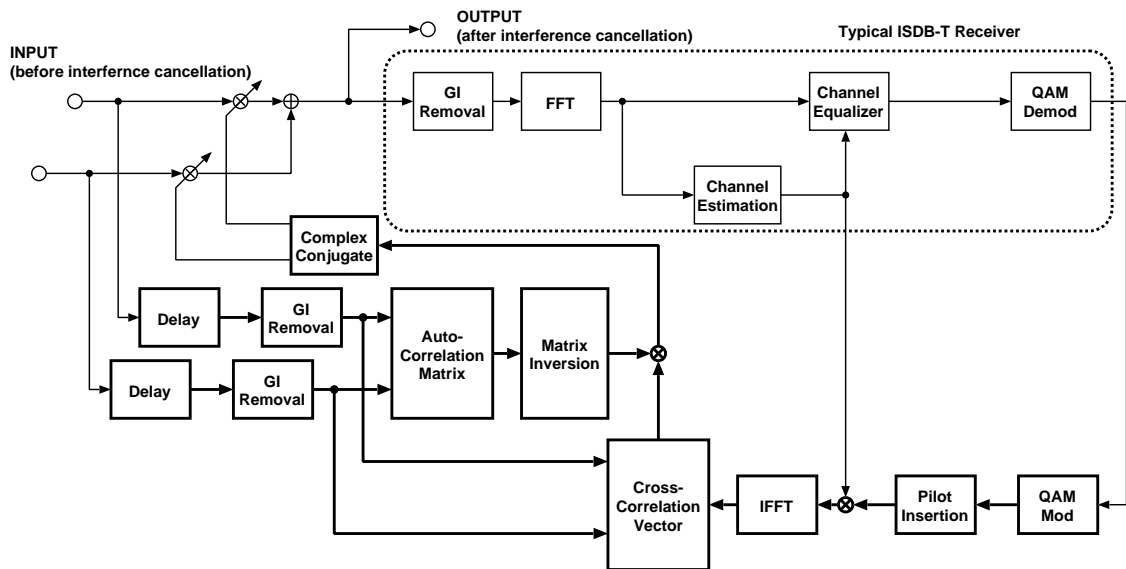 OUTPUT
(after interference cancellation)
Typical ISDB-T Receiver
INPUT
(before interfernce cancellation)
GI
Removal
FFT
Channel
Equalizer
QAM
Demod
Channel
Estimation
Complex
Conjugate
Delay
GI
Removal
Auto-
Correlation
Matrix
Matrix
Inversion
Delay
GI
Removal
Cross-
Correlation
Vector
IFFT
Pilot
Insertion
QAM
Mod